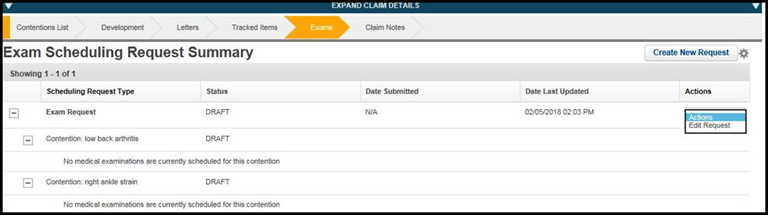 EXPAND CLAIM DETAILS
Contentions List Development Letters Tracked Items Exams Claim Notes
Exam Scheduling Request Summary Create New Request
Showing 1 - 1 of 1
Scheduling Request Type Status Date Submitted Date Last Updated Actions
Exam Request DRAFT N/A 02/05/2018 02:03 PM Actions
Edit Request
Contention: low back arthritis DRAFT
No medical examinations are currently scheduled for this contention
Contention: right ankle strain DRAFT
No medical examinations are currently scheduled for this contention